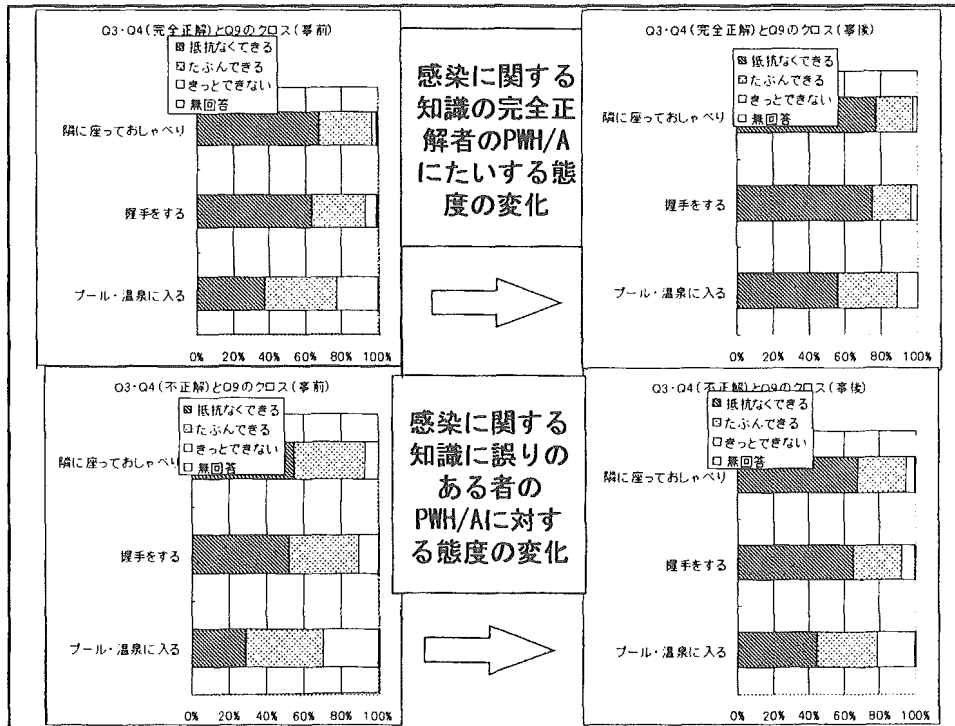 Q3・Q4(完全正解)とQ9のクロス(事前)
抵抗なくできる
たぶんできる
きっとできない
無回答
隣に座っておしゃべり
握手をする
プール・温泉に入る
0% 20% 40% 60% 80% 100%
感染に関する
知識の完全正
解者のPWH/A
にたいする態
度の変化
Q3・Q4(完全正解)とQ9のクロス(事後)
抵抗なくできる
たぶんできる
きっとできない
無回答
隣に座っておしゃべり
握手をする
プール・温泉に入る
0% 20% 40% 60% 80% 100%
Q3・Q4(不正解)とQ9のクロス(事前)
抵抗なくできる
たぶんできる
きっとできない
無回答
隣に座っておしゃべり
握手をする
プール・温泉に入る
0% 20% 40% 60% 80% 100%
感染に関する
知識に誤りの
ある者の
PWH/Aに対す
る態度の変化
Q3・Q4(不正解)とQ9のクロス(事後)
抵抗なくできる
たぶんできる
きっとできない
無回答
隣に座っておしゃべり
握手をする
プール・温泉に入る
0% 20% 40% 60% 80% 100%